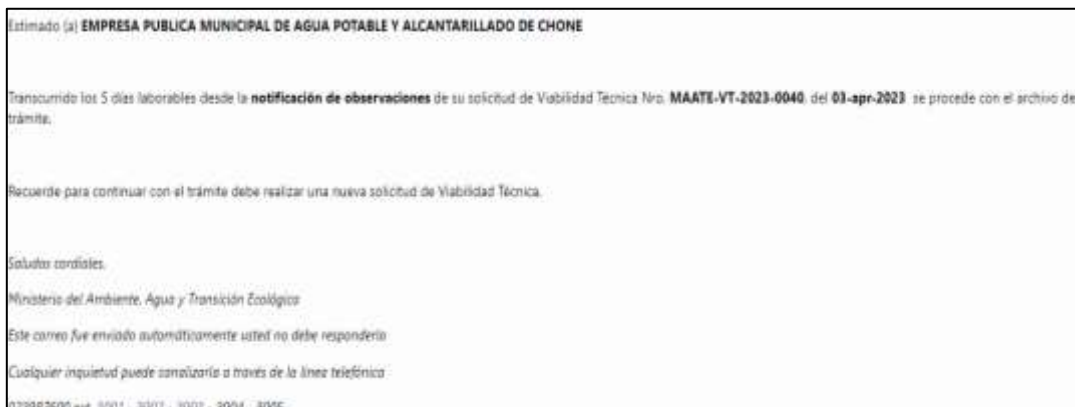 Estimado (a) EMPRESA PUBLICA MUNICIPAL DE AGUA POTABLE Y ALCANTARILLADO DE CHONE
Transcurrido los 5 días laborables desde la notificación de observaciones de su solicitud de Viabilidad Técnica Nro. MAATE-VT-2023-0040, del 03-apr-2023 se procede con el archivo de
trámite.
Recuerde para continuar con el trámite debe realizar una nueva solicitud de Viabilidad Técnica.
Saludos cordiales.
Ministerio del Ambiente, Agua y Transición Ecológica
Este correo fue enviado automáticamente usted no debe responderlo
Cualquier inquietud puede canalizarla a través de la línea telefónica